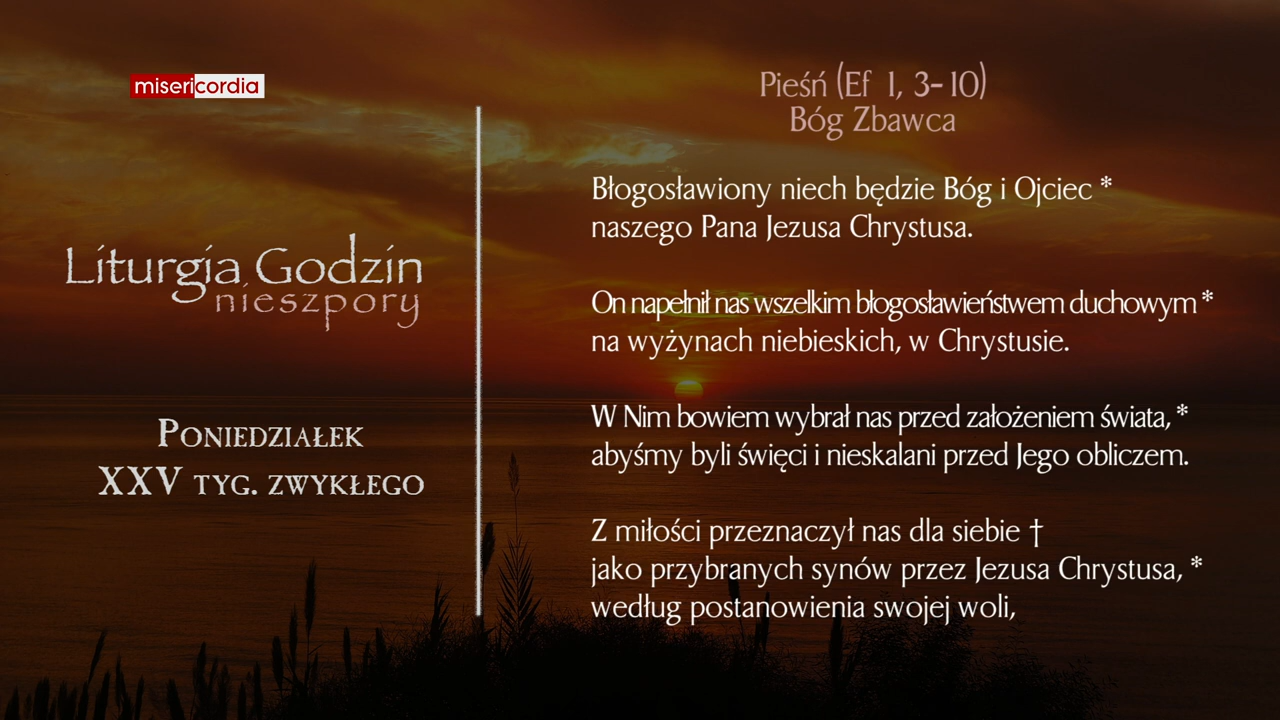 misericordia
Liturgia Godzin
nieszpory
Poniedziałek
XXV tyg. zwykłego
Pieśń (Ef 1, 3-10)
Bóg Zbawca
Błogosławiony niech będzie Bóg i Ojciec *
naszego Pana Jezusa Chrystusa.
On napełnił nas wszelkim błogosławieństwem duchowym *
na wyżynach niebieskich, w Chrystusie.
W Nim bowiem wybrał nas przed założeniem świata, *
abyśmy byli święci i nieskalani przed Jego obliczem.
Z miłości przeznaczył nas dla siebie †
jako przybranych synów przez Jezusa Chrystusa, *
według postanowienia swojej woli,